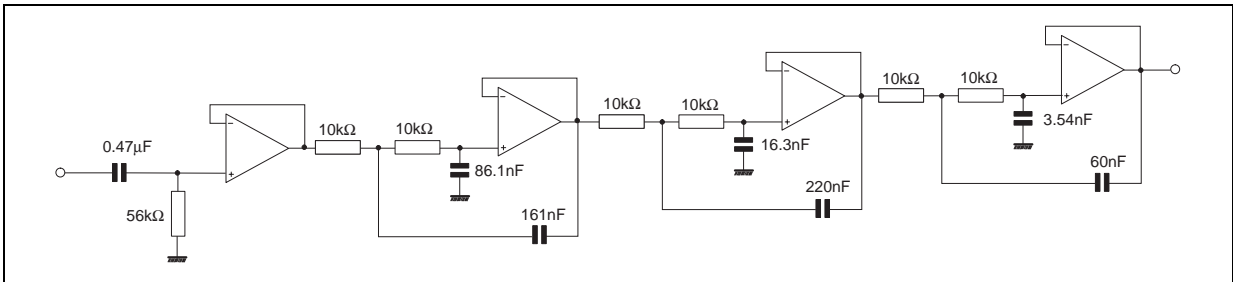 0.47μF
56kΩ
−
+
10kΩ
10kΩ
86.1nF
161nF
−
+
10kΩ
10kΩ
16.3nF
220nF
−
+
10kΩ
10kΩ
3.54nF
60nF
−
+